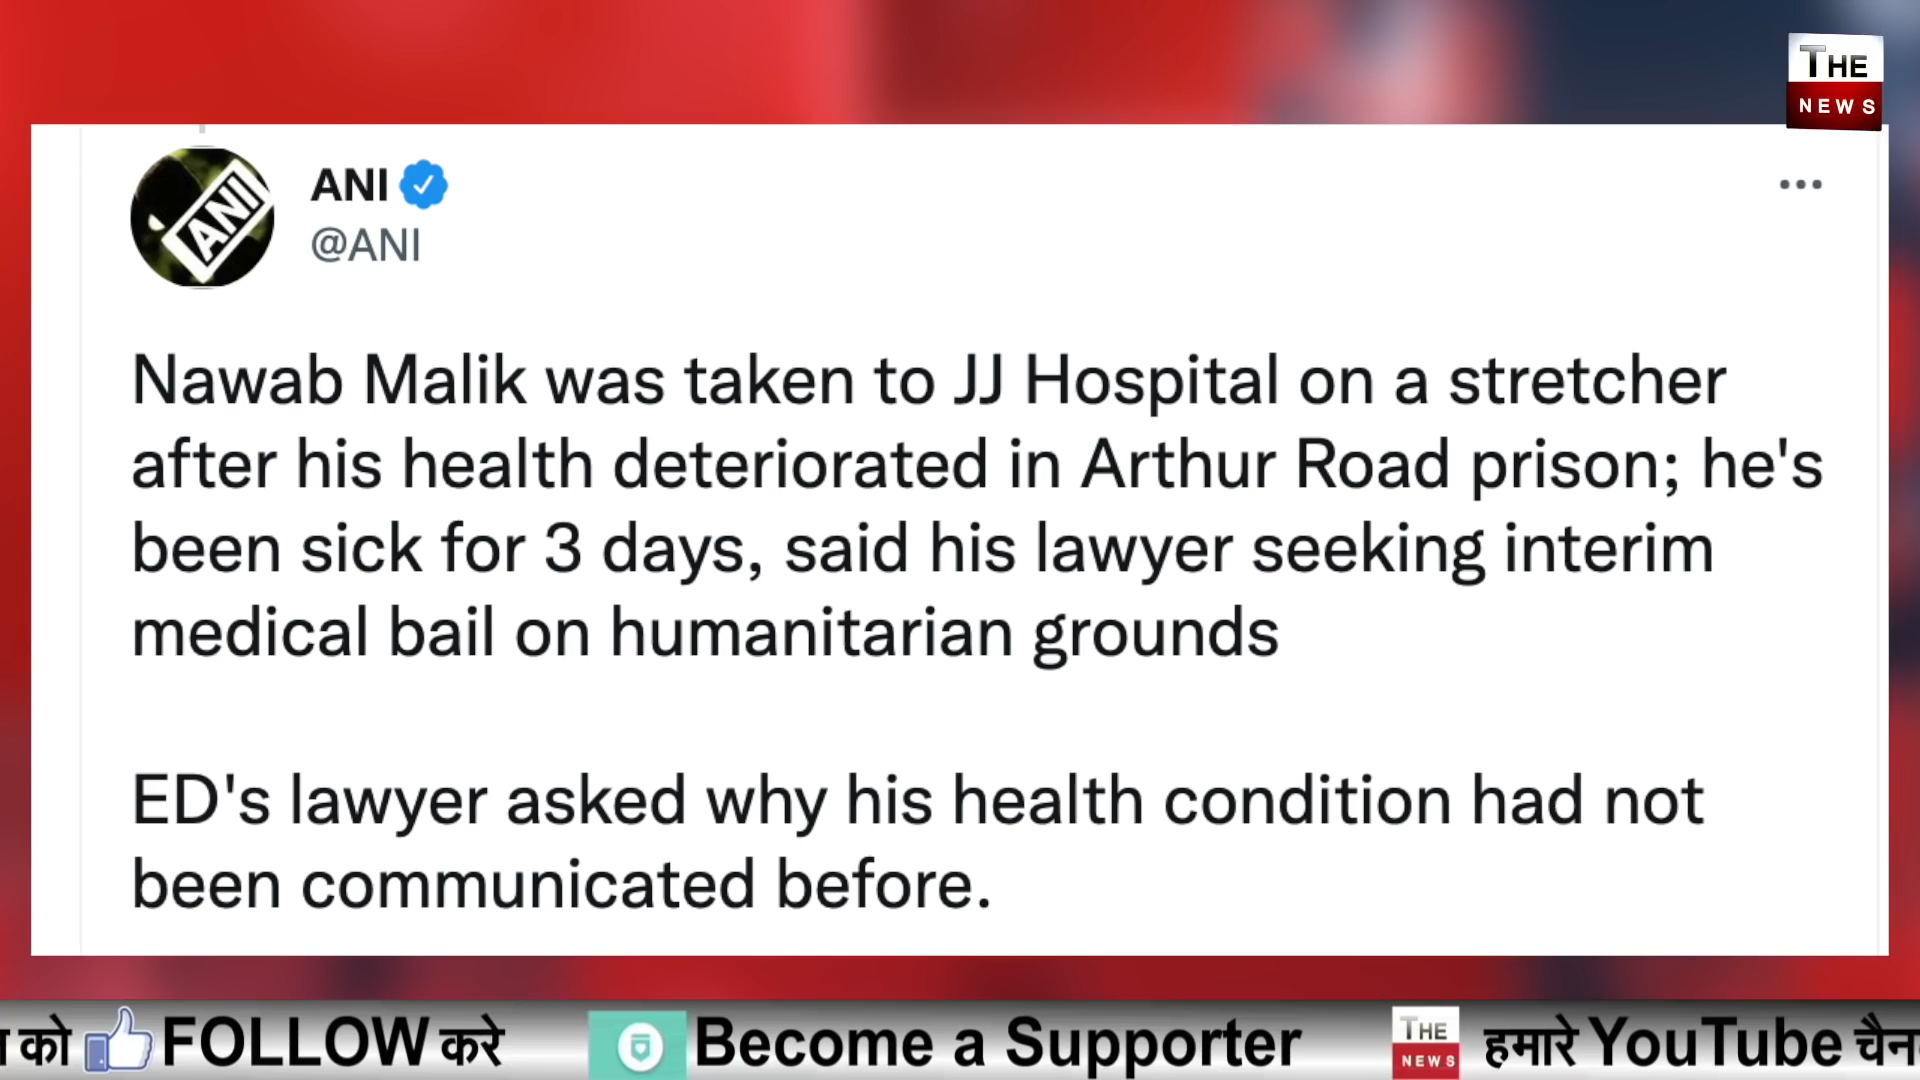 THE
NEWS
ANI
ANI
@ANI
Nawab Malik was taken to JJ Hospital on a stretcher
after his health deteriorated in Arthur Road prison; he's
been sick for 3 days, said his lawyer seeking interim
medical bail on humanitarian grounds
ED's lawyer asked why his health condition had not
been communicated before.
को FOLLOW करे Become a Supporter THE NEWS हमारे YouTube